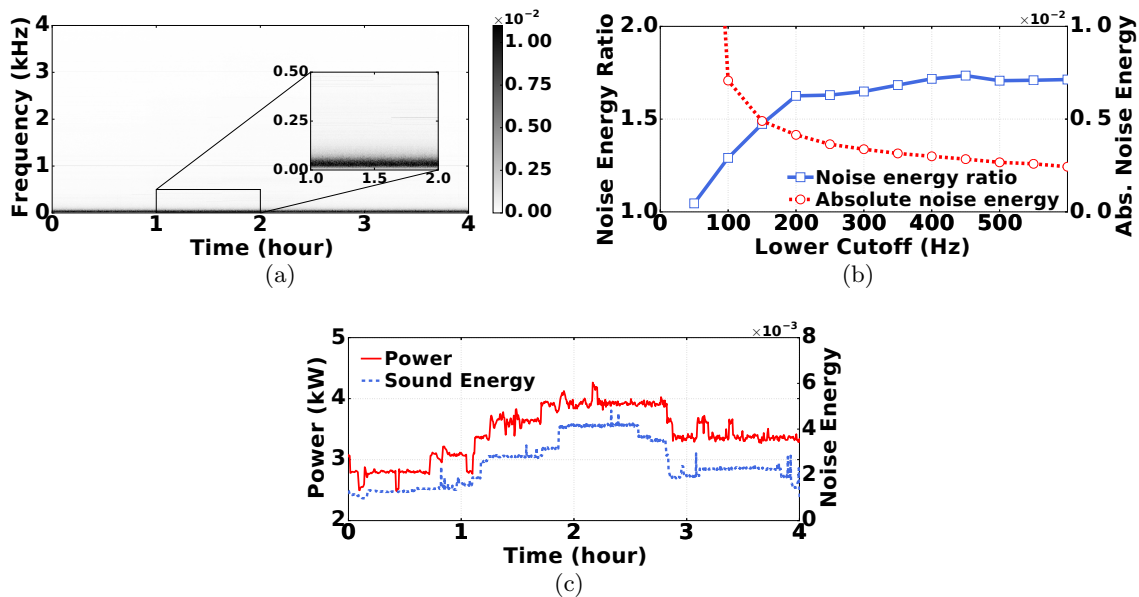 ×10⁻²
4
3
2
1
0
Frequency (kHz)
0 1 2 3 4
Time (hour)
0.50
0.25
0.00
1.0 1.5 2.0
1.00
0.80
0.60
0.40
0.20
0.00
(a)
×10⁻²
2.0
1.5
1.0
Noise Energy Ratio
1.0
0.5
0.0
Abs. Noise Energy
Noise energy ratio
Absolute noise energy
0 100 200 300 400 500
Lower Cutoff (Hz)
(b)
×10⁻³
5
4
3
2
Power (kW)
8
6
4
2
0
Noise Energy
Power
Sound Energy
0 1 2 3 4
Time (hour)
(c)